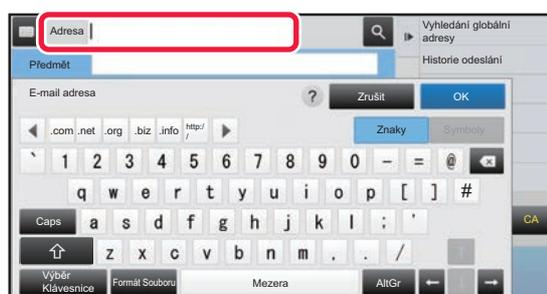 Adresa
Vyhledání globální
adresy
Předmět
Historie odeslání
E-mail adresa
?
Zrušit
OK
.com .net .org .biz .info http:/
/
Znaky
Symboly
` 1 2 3 4 5 6 7 8 9 0 - = @
q w e r t y u i o p [ ] #
Caps a s d f g h j k l ; '
CA
z x c v b n m , . /
Výběr
Klávesnice
Formát Souboru
Mezera
AltGr